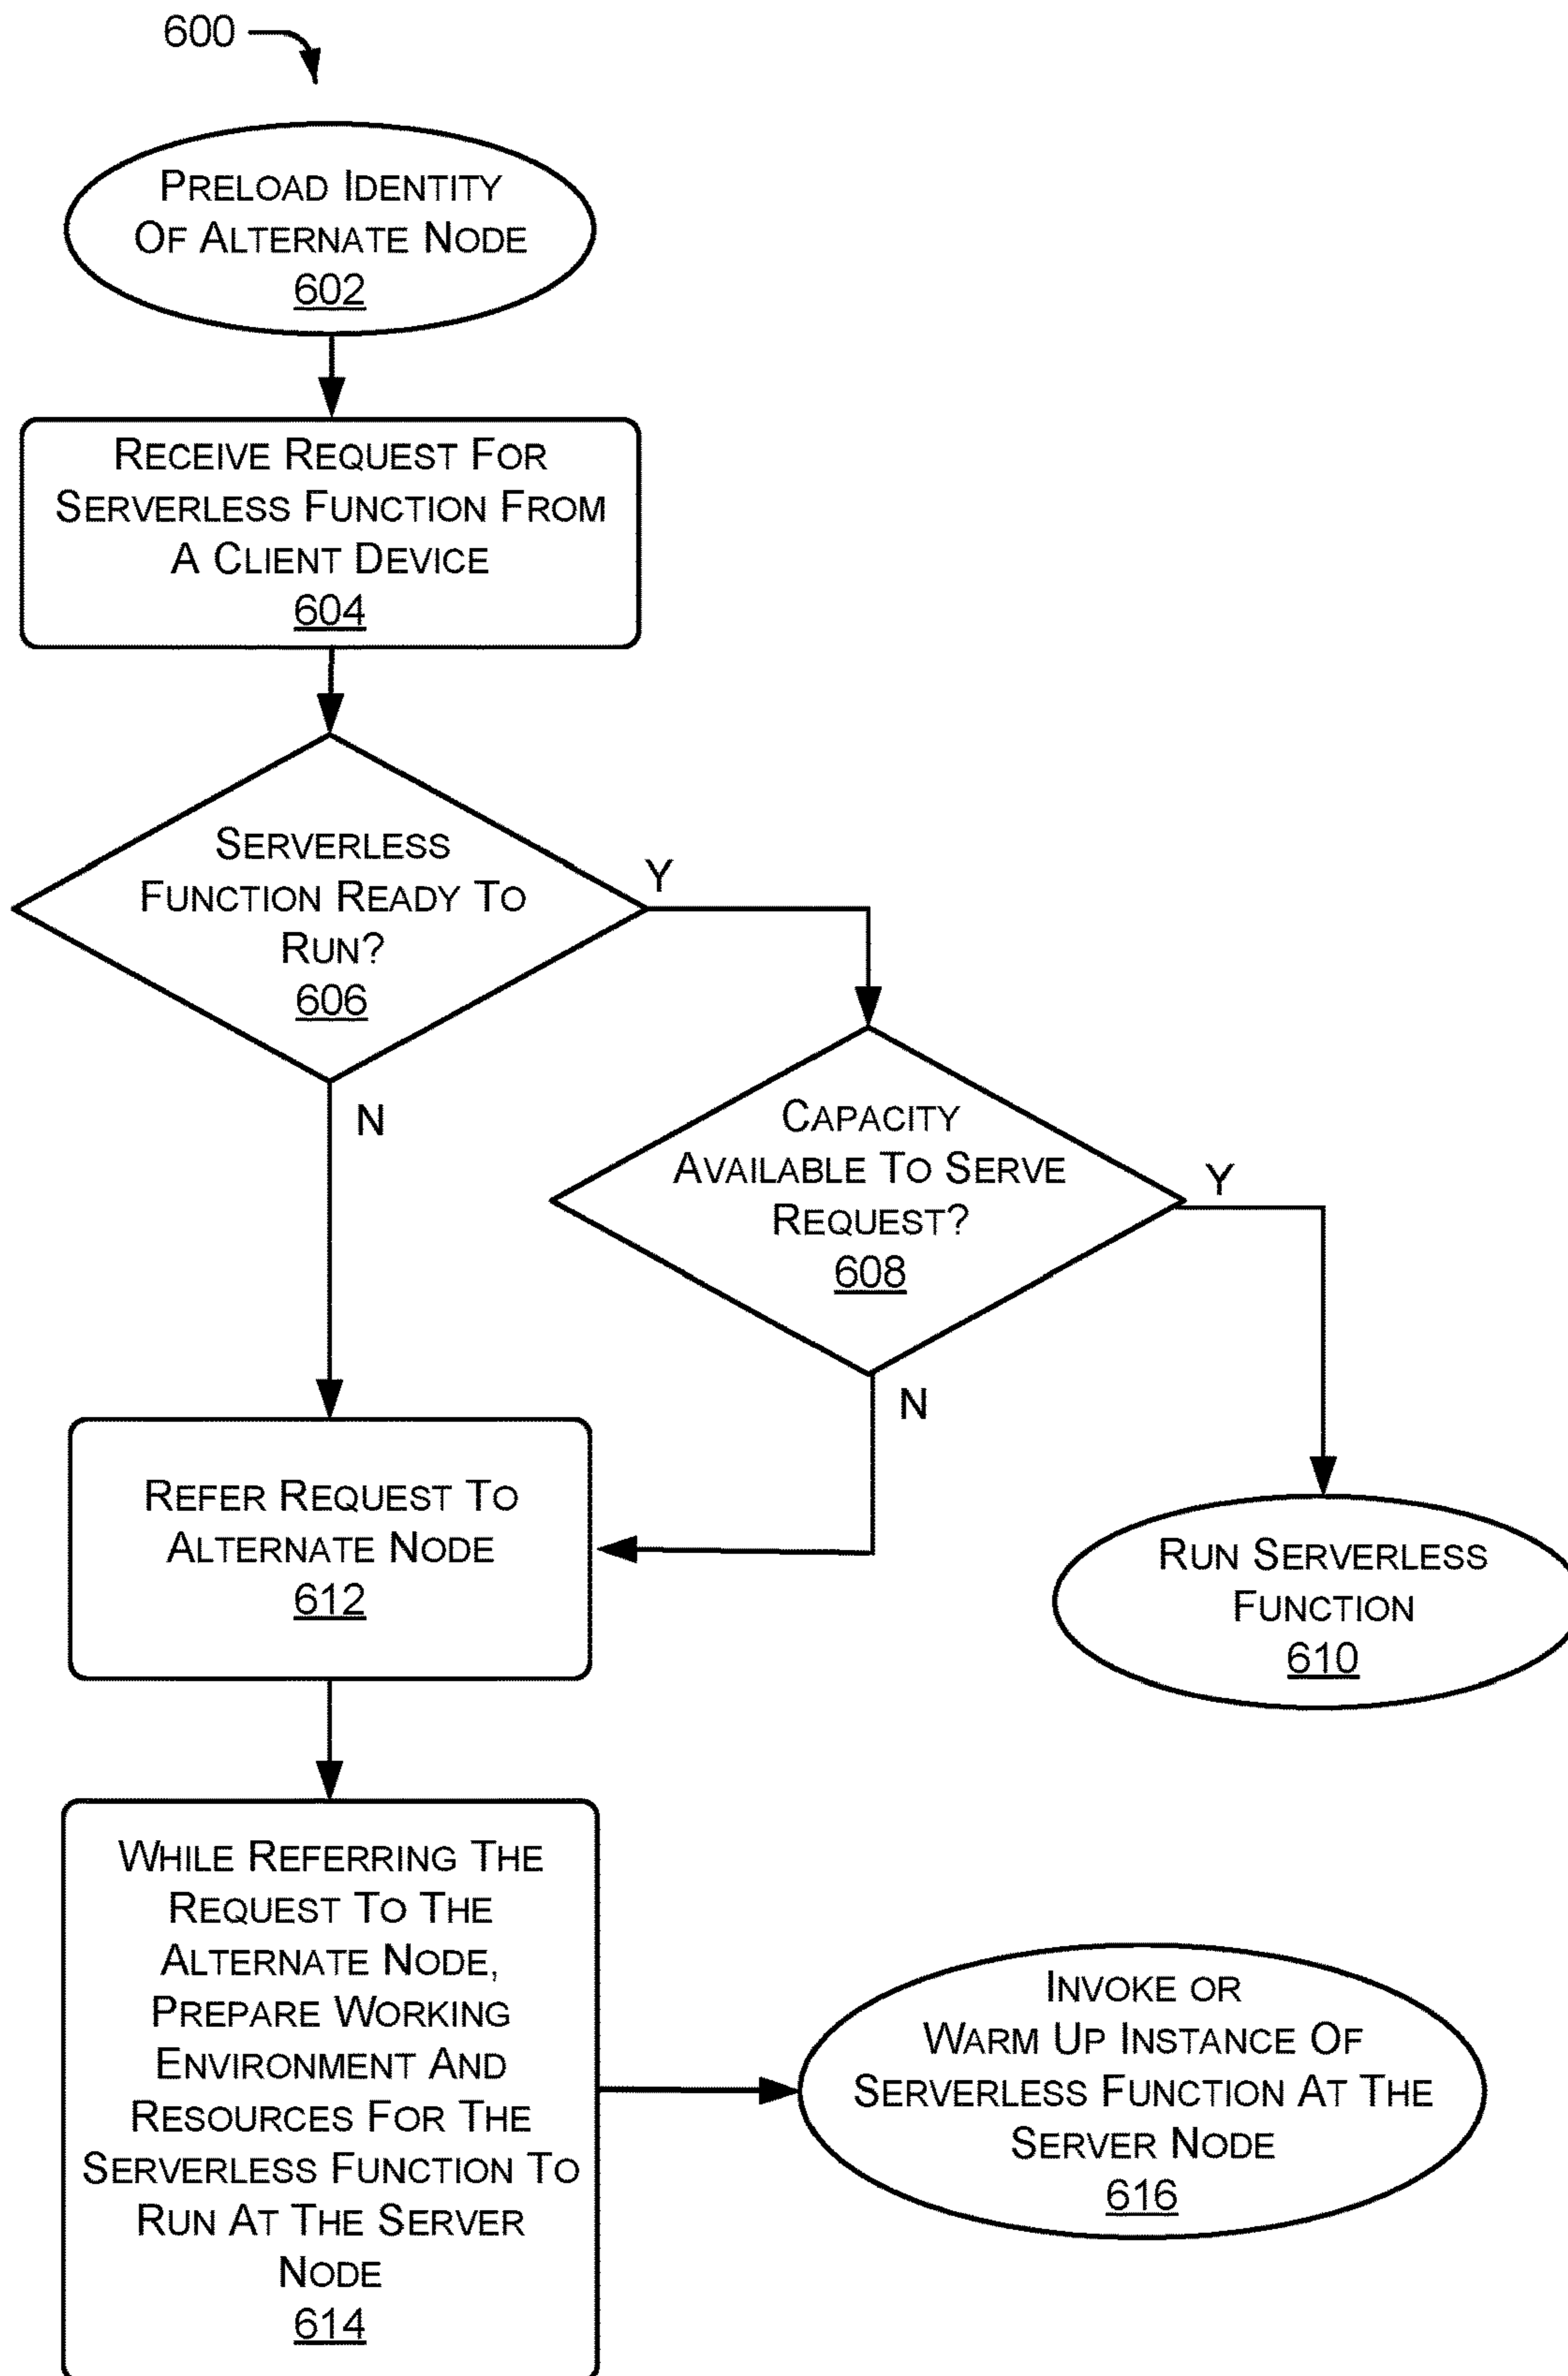 600
PRELOAD IDENTITY
OF ALTERNATE NODE
602
RECEIVE REQUEST FOR
SERVERLESS FUNCTION FROM
A CLIENT DEVICE
604
SERVERLESS
FUNCTION READY TO
RUN?
606
Y
N
CAPACITY
AVAILABLE TO SERVE
REQUEST?
608
Y
N
REFER REQUEST TO
ALTERNATE NODE
612
RUN SERVERLESS
FUNCTION
610
WHILE REFERRING THE
REQUEST TO THE
ALTERNATE NODE,
PREPARE WORKING
ENVIRONMENT AND
RESOURCES FOR THE
SERVERLESS FUNCTION TO
RUN AT THE SERVER
NODE
614
INVOKE OR
WARM UP INSTANCE OF
SERVERLESS FUNCTION AT THE
SERVER NODE
616